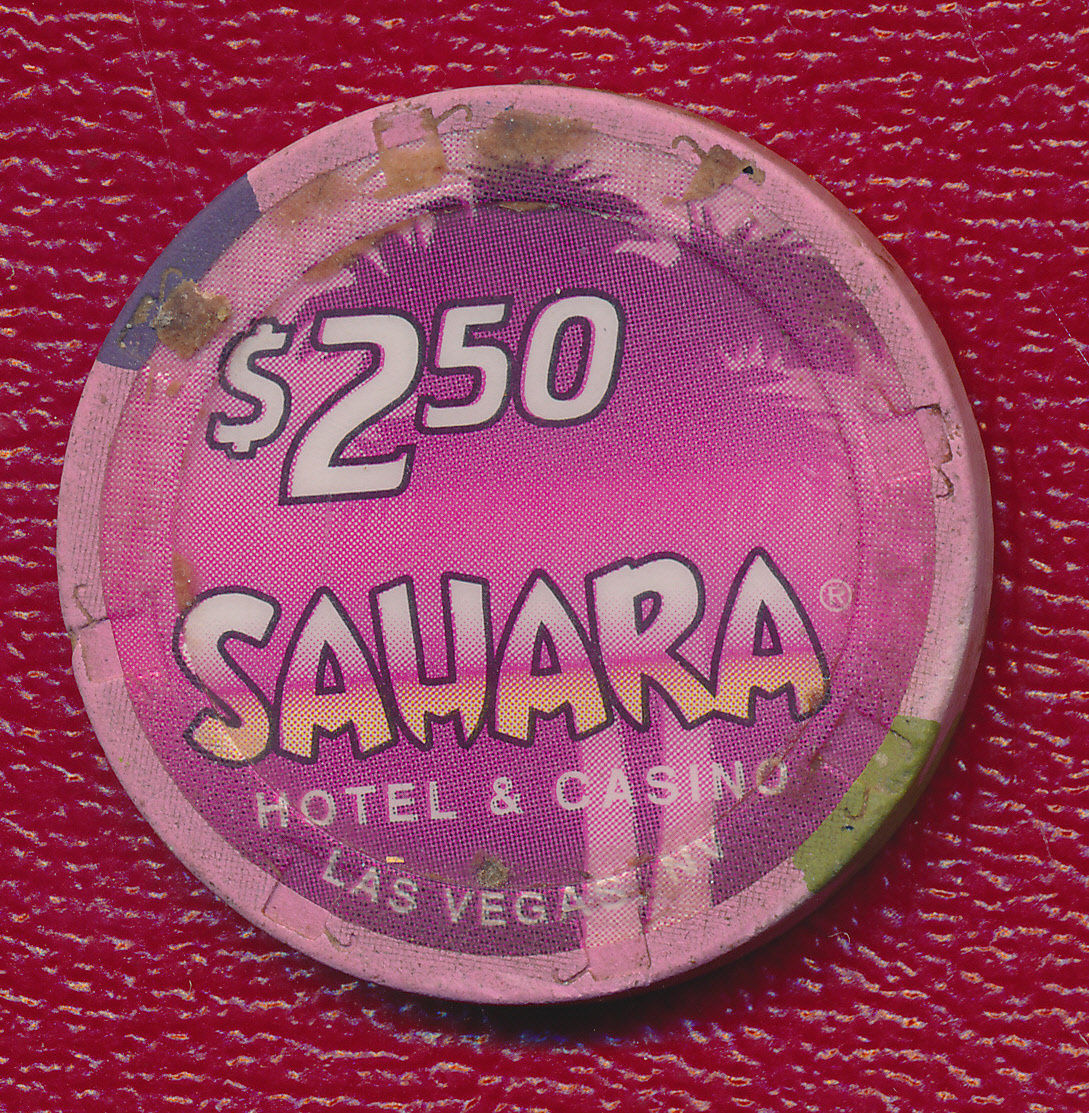 $2.50
SAHARA®
HOTEL & CASINO
LAS VEGAS, NV